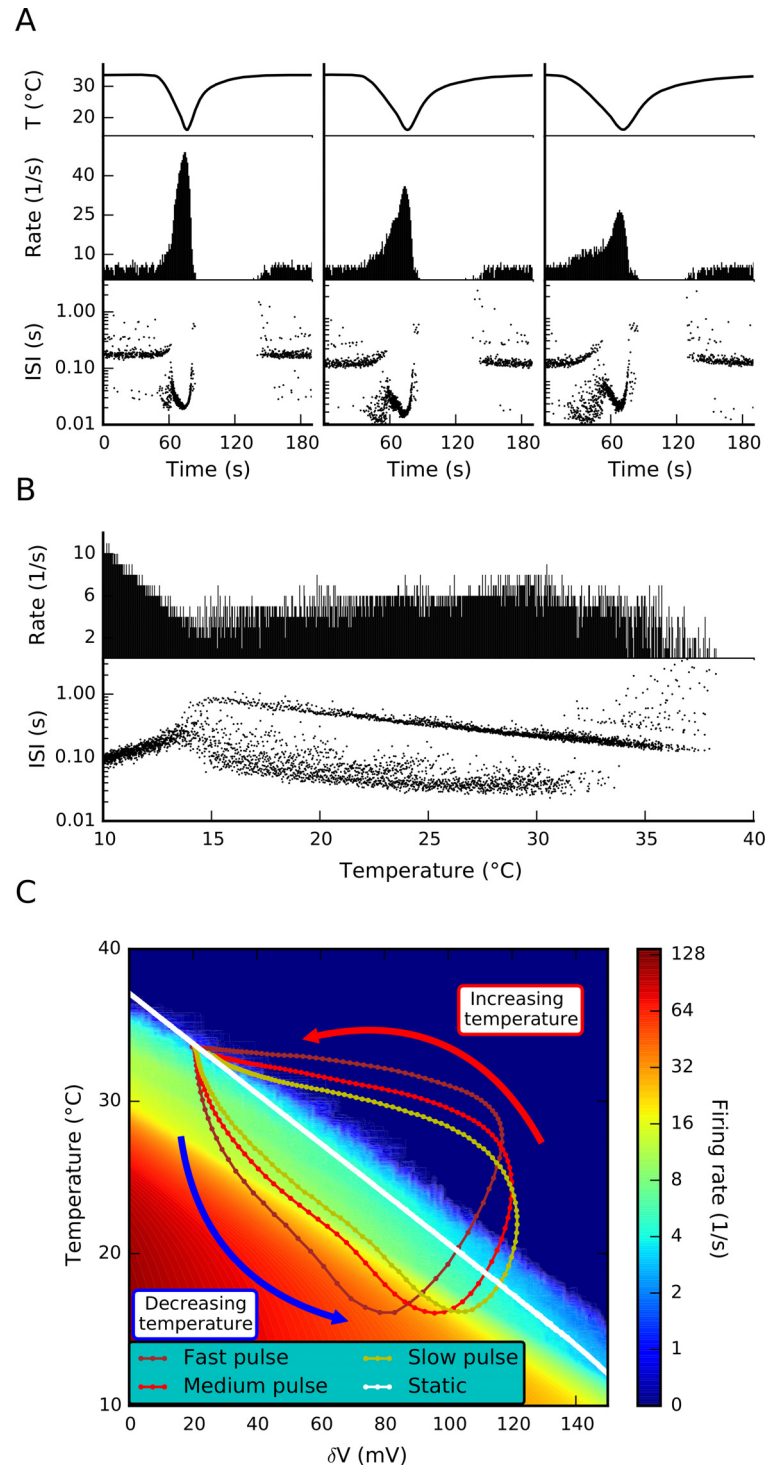 A
T (°C)
30
20
Rate (1/s)
40
25
10
ISI (s)
1.00
0.10
0.01
60 120 180
60 120 180
60 120 180
Time (s)
Time (s)
Time (s)
B
Rate (1/s)
10
6
2
ISI (s)
1.00
0.10
0.01
10 15 20 25 30 35 40
Temperature (°C)
C
40
30
20
10
Temperature (°C)
Increasing
temperature
Decreasing
temperature
Fast pulse
Slow pulse
Medium pulse
Static
0 20 40 60 80 100 120 140
δV (mV)
128
64
32
16
8
4
2
1
0
Firing rate (1/s)